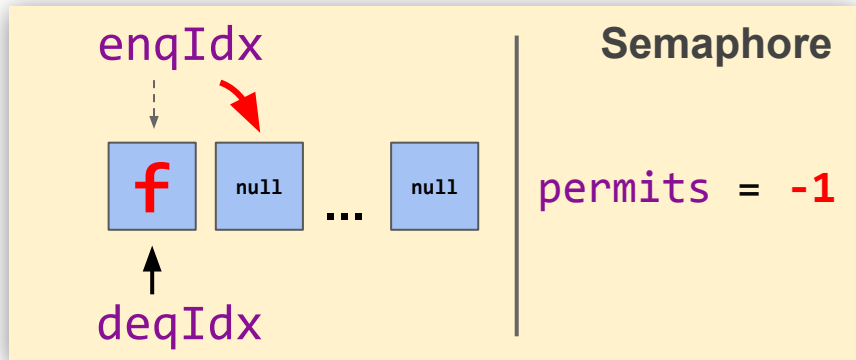 enqIdx
f null ... null
deqIdx
Semaphore
permits = -1